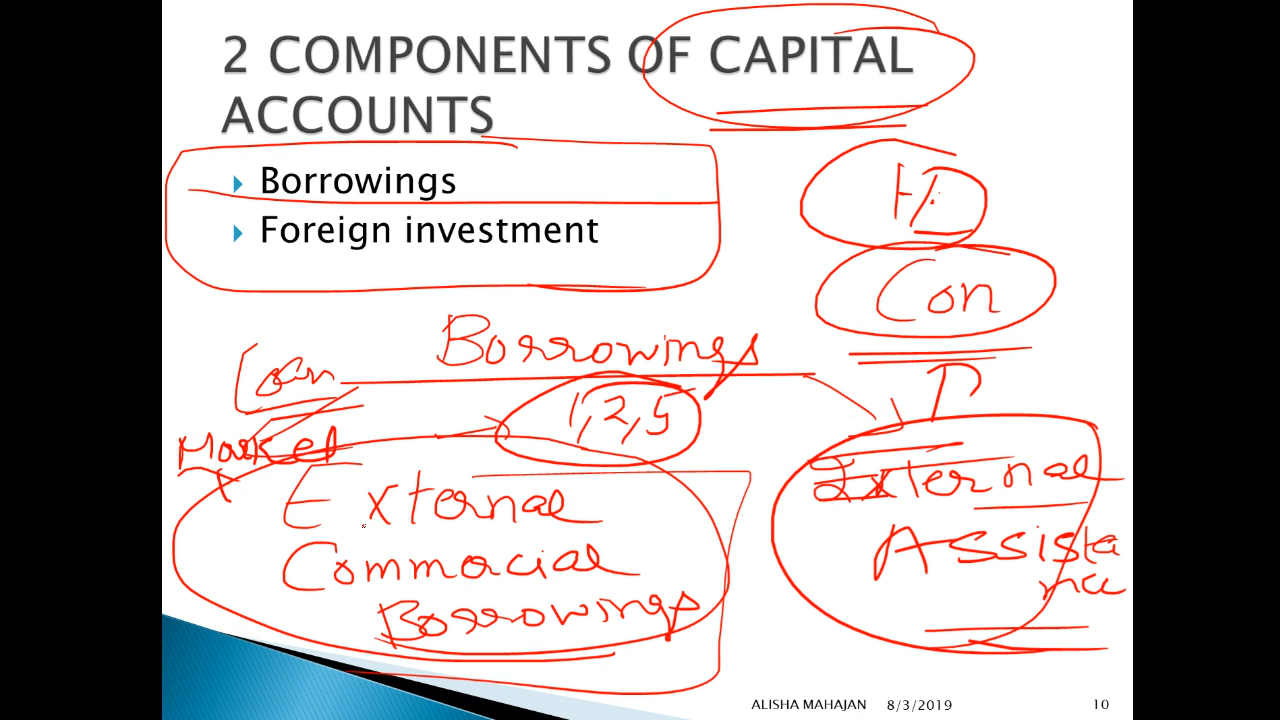 2 COMPONENTS OF CAPITAL
ACCOUNTS
Borrowings
Foreign investment
Con
Borrowings
Loan
1,2,5
Market
External
Commacial
Borrowings
External
Assista
nce
ALISHA MAHAJAN 8/3/2019 10